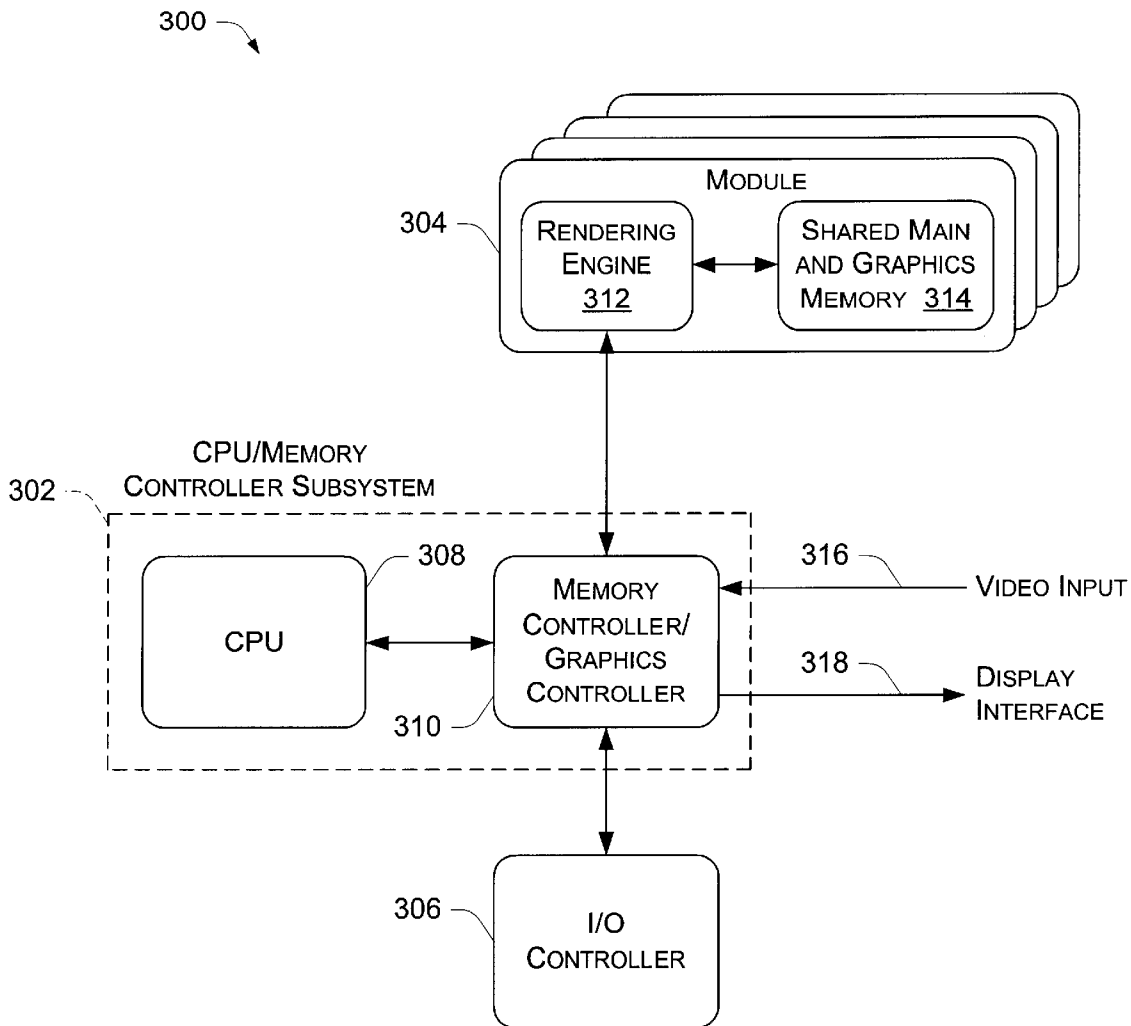 300
MODULE
304
RENDERING
ENGINE
312
SHARED MAIN
AND GRAPHICS
MEMORY 314
CPU/MEMORY
CONTROLLER SUBSYSTEM
302
308
CPU
MEMORY
CONTROLLER/
GRAPHICS
CONTROLLER
310
316
VIDEO INPUT
318
DISPLAY
INTERFACE
306
I/O
CONTROLLER